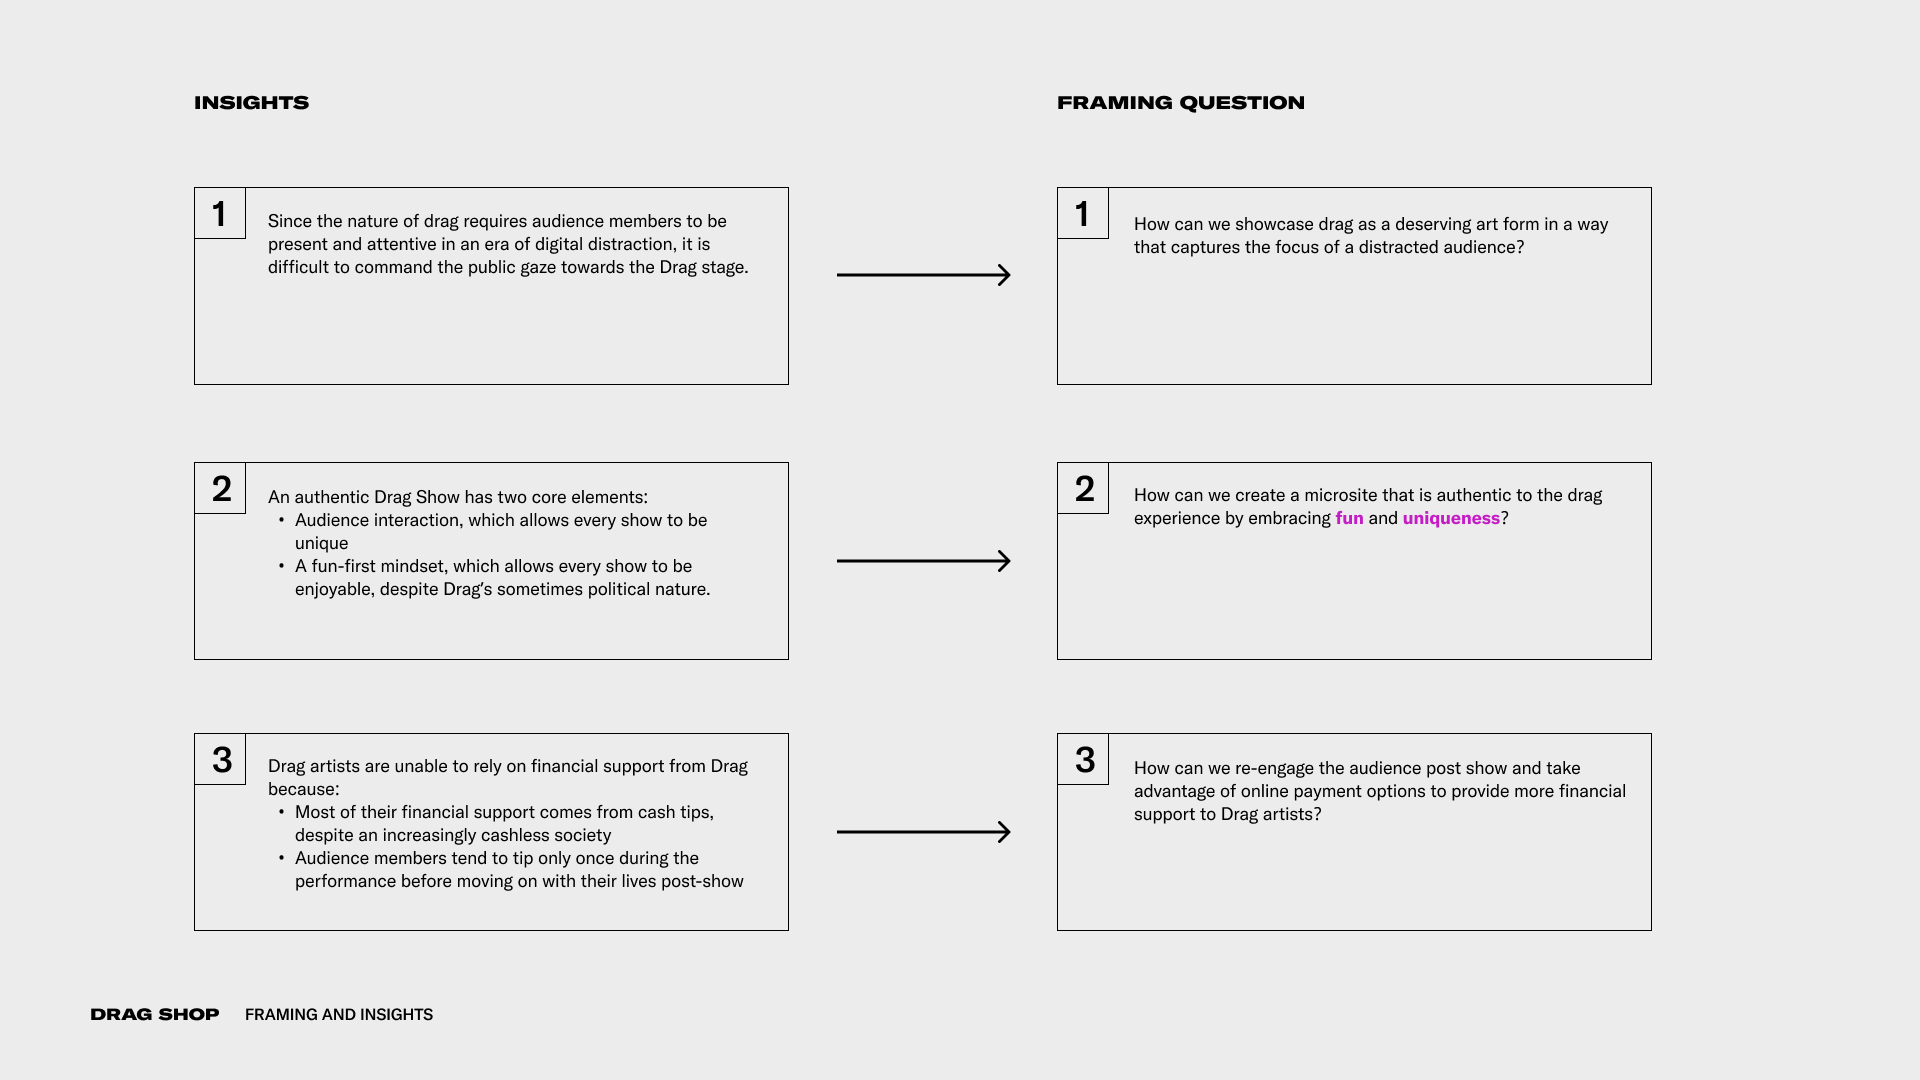 INSIGHTS
FRAMING QUESTION
1
Since the nature of drag requires audience members to be
present and attentive in an era of digital distraction, it is
difficult to command the public gaze towards the Drag stage.
1
How can we showcase drag as a deserving art form in a way
that captures the focus of a distracted audience?
2
An authentic Drag Show has two core elements:
• Audience interaction, which allows every show to be
unique
• A fun-first mindset, which allows every show to be
enjoyable, despite Drag's sometimes political nature.
2
How can we create a microsite that is authentic to the drag
experience by embracing fun and uniqueness?
3
Drag artists are unable to rely on financial support from Drag
because:
• Most of their financial support comes from cash tips,
despite an increasingly cashless society
• Audience members tend to tip only once during the
performance before moving on with their lives post-show
3
How can we re-engage the audience post show and take
advantage of online payment options to provide more financial
support to Drag artists?
DRAG SHOP FRAMING AND INSIGHTS